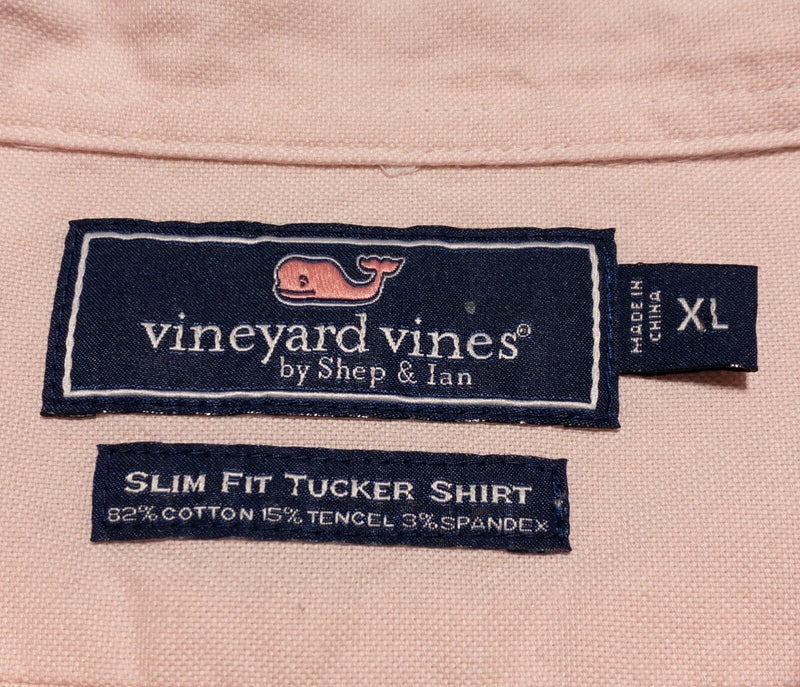 vineyard vines®
by Shep & Ian
MADE IN
CHINA
XL
SLIM FIT TUCKER SHIRT
82% COTTON 15% TENCEL 3% SPANDEX